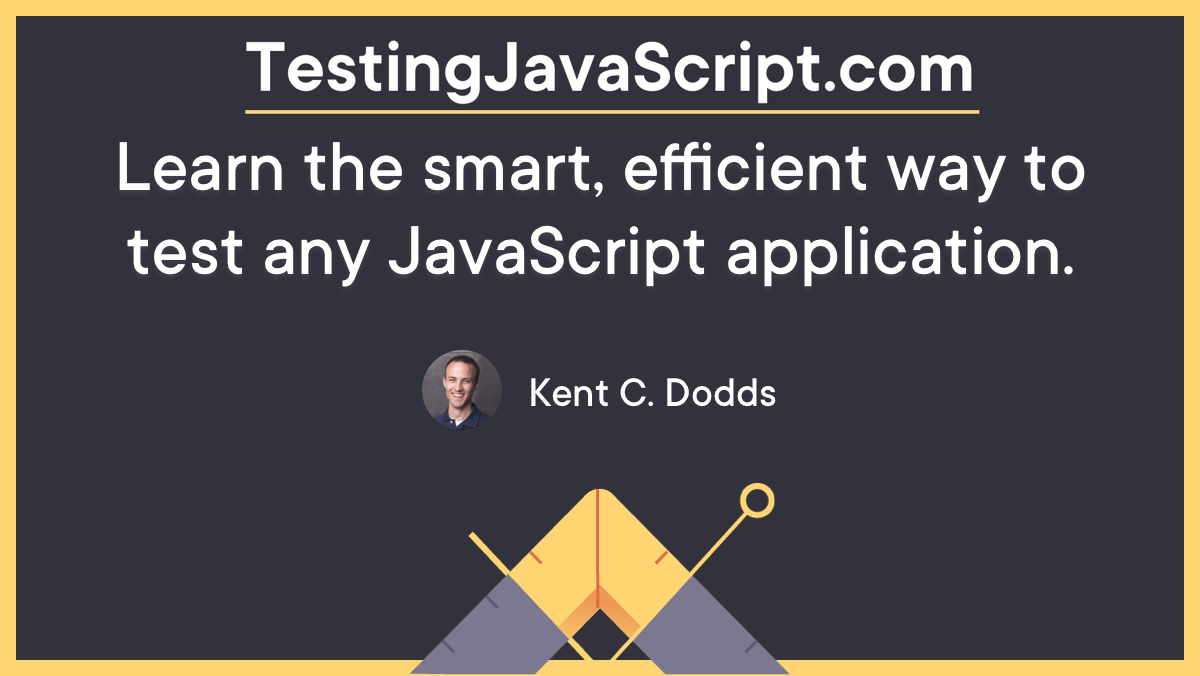 TestingJavaScript.com
Learn the smart, efficient way to
test any JavaScript application.
Kent C. Dodds